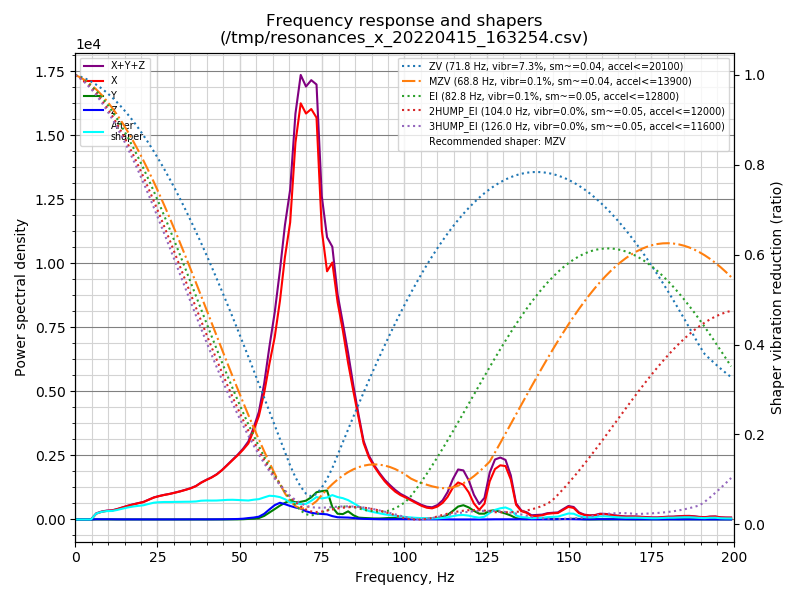 Frequency response and shapers
(/tmp/resonances_x_20220415_163254.csv)
1e4
X+Y+Z
X
Y
Z
After
shaper
ZV (71.8 Hz, vibr=7.3%, sm~=0.04, accel<=20100)
MZV (68.8 Hz, vibr=0.1%, sm~=0.04, accel<=13900)
EI (82.8 Hz, vibr=0.1%, sm~=0.05, accel<=12800)
2HUMP_EI (104.0 Hz, vibr=0.0%, sm~=0.05, accel<=12000)
3HUMP_EI (126.0 Hz, vibr=0.0%, sm~=0.05, accel<=11600)
Recommended shaper: MZV
Power spectral density
1.75
1.50
1.25
1.00
0.75
0.50
0.25
0.00
1.0
0.8
0.6
0.4
0.2
0.0
Shaper vibration reduction (ratio)
0 25 50 75 100 125 150 175 200
Frequency, Hz